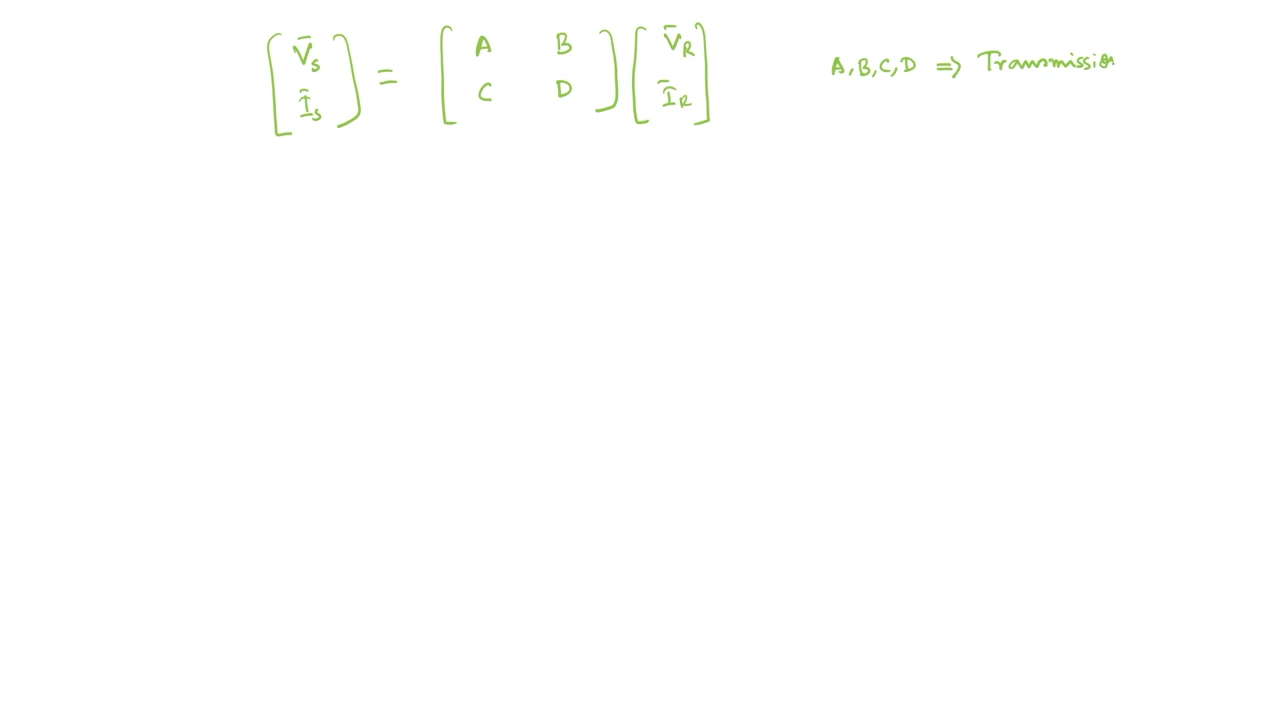 [V̄s Īs] = [A B C D] [V̄R ĪR] A, B, C, D ⇒ Transmission